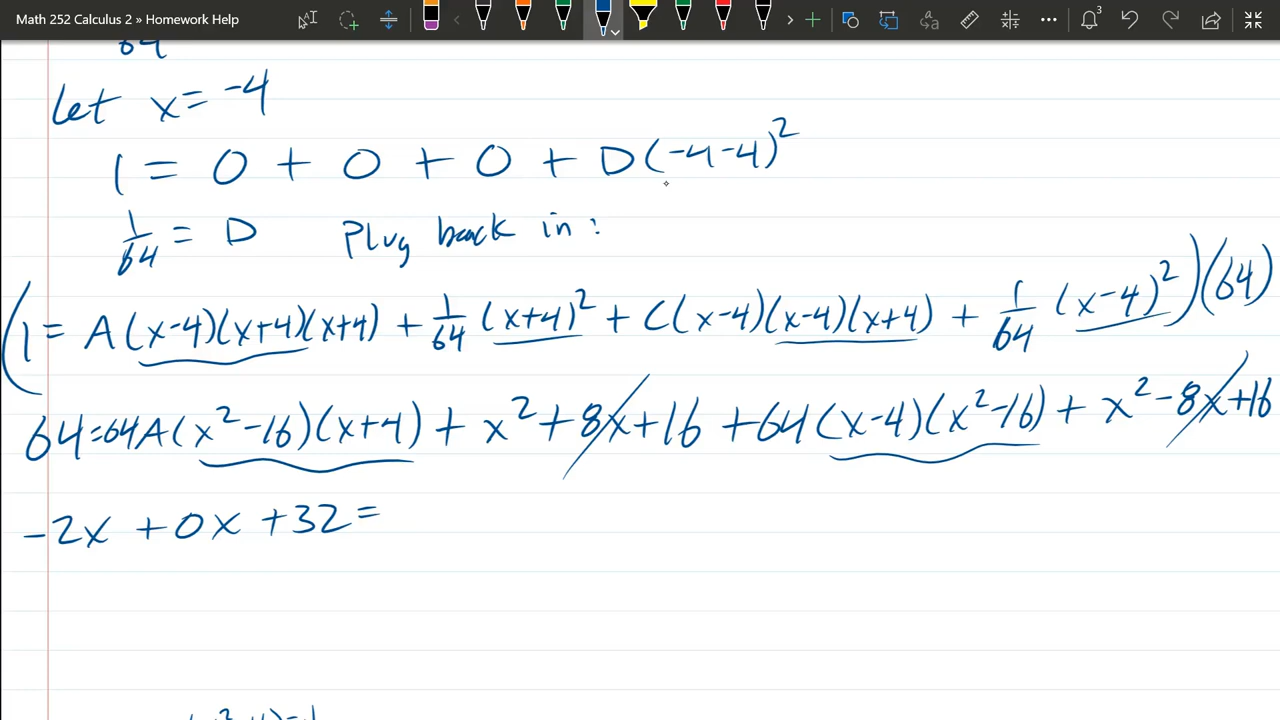 Math 252 Calculus 2 » Homework Help
3
64
let x = -4
1 = 0 + 0 + 0 + D(-4-4)²
1/64 = D Plug back in :
(1 = A(x-4)(x+4)(x+4) + 1/64 (x+4)² + C(x-4)(x-4)(x+4) + 1/64 (x-4)²)(64)
64=64A(x²-16)(x+4) + x²+8x+16 +64(x-4)(x²-16) + x²-8x+16
-2x +0x +32=